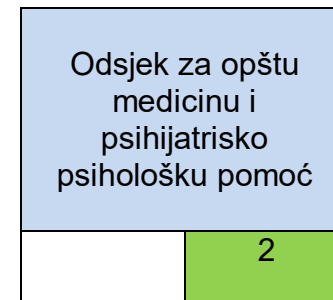 Odsjek za opštu
medicinu i
psihijatrisko
psihološku pomoć
2